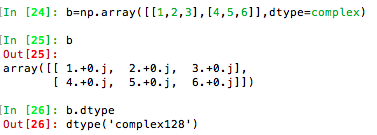 [In [24]: b=np.array([[1,2,3],[4,5,6]],dtype=complex)
[In [25]: b
Out[25]:
array([[ 1.+0.j,  2.+0.j,  3.+0.j],
       [ 4.+0.j,  5.+0.j,  6.+0.j]])
[In [26]: b.dtype
Out[26]: dtype('complex128')